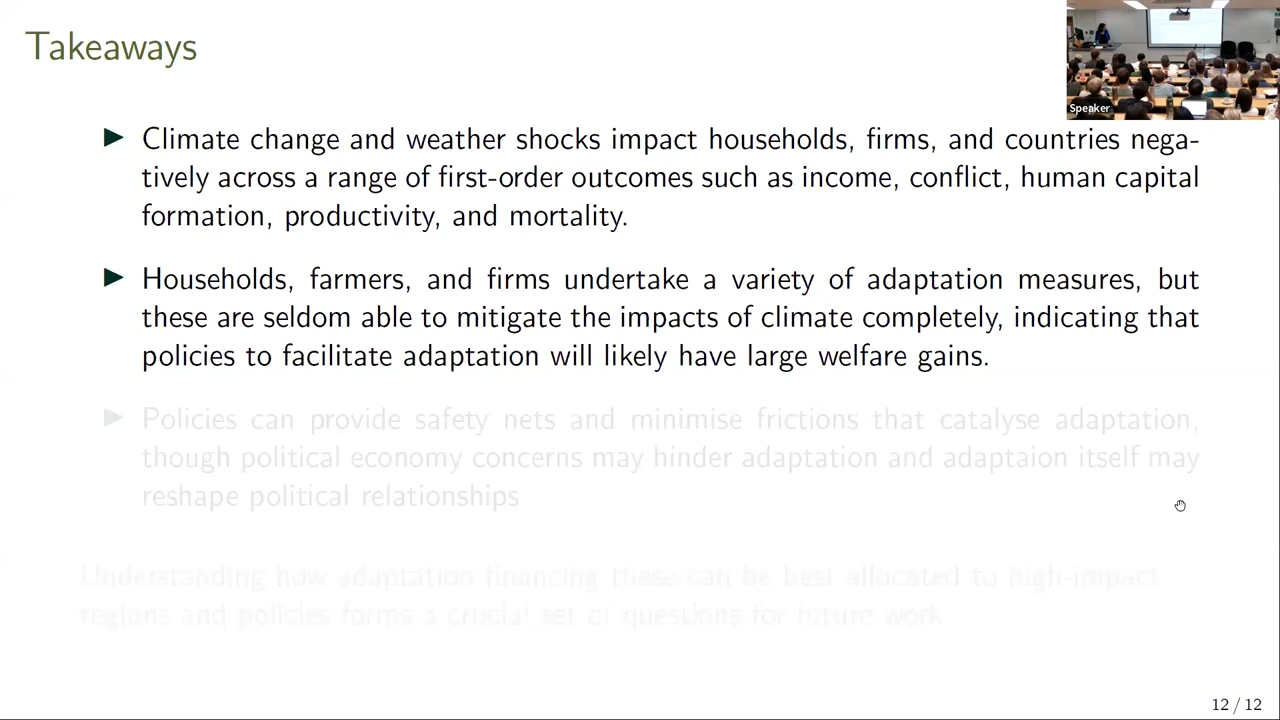 Takeaways
Speaker
▶ Climate change and weather shocks impact households, firms, and countries nega-
tively across a range of first-order outcomes such as income, conflict, human capital
formation, productivity, and mortality.
▶ Households, farmers, and firms undertake a variety of adaptation measures, but
these are seldom able to mitigate the impacts of climate completely, indicating that
policies to facilitate adaptation will likely have large welfare gains.
▶ Policies can provide safety nets and minimise frictions that catalyse adaptation,
though political economy concerns may hinder adaptation and adaptaion itself may
reshape political relationships
Understanding how adaptation financing these can be best allocated to high-impact
regions and policies forms a crucial set of questions for future work
12 / 12